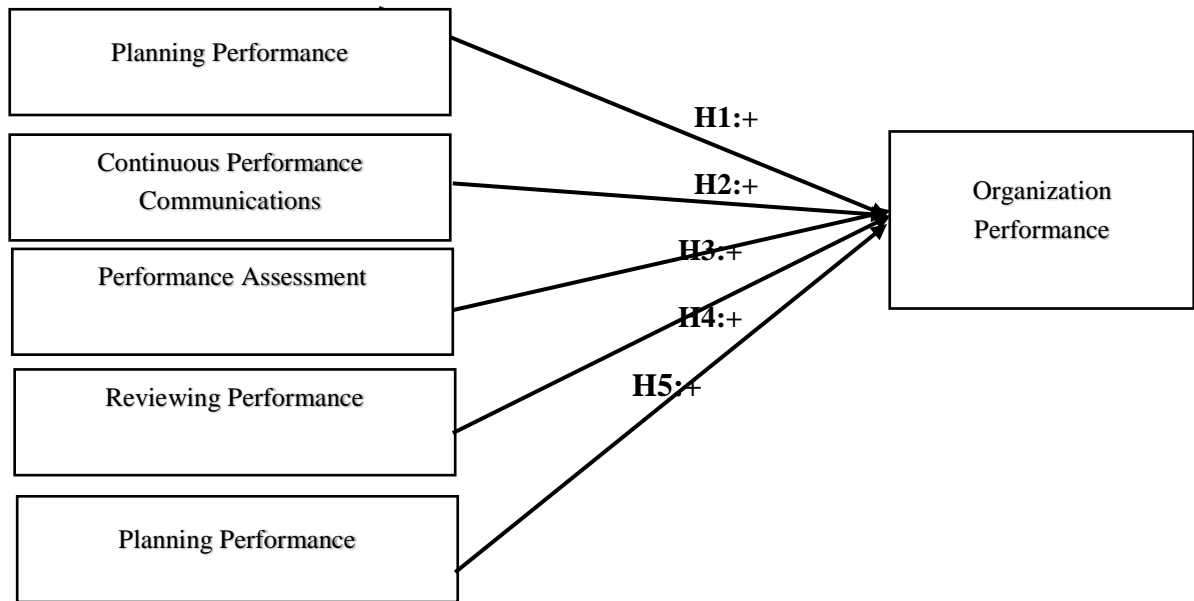 Planning Performance
Continuous Performance
Communications
Performance Assessment
Reviewing Performance
Planning Performance
H1:+
H2:+
H3:+
H4:+
H5:+
Organization
Performance